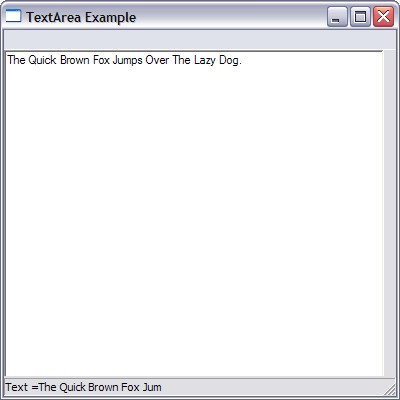 TextArea Example
The Quick Brown Fox Jumps Over The Lazy Dog.
Text =The Quick Brown Fox Jum